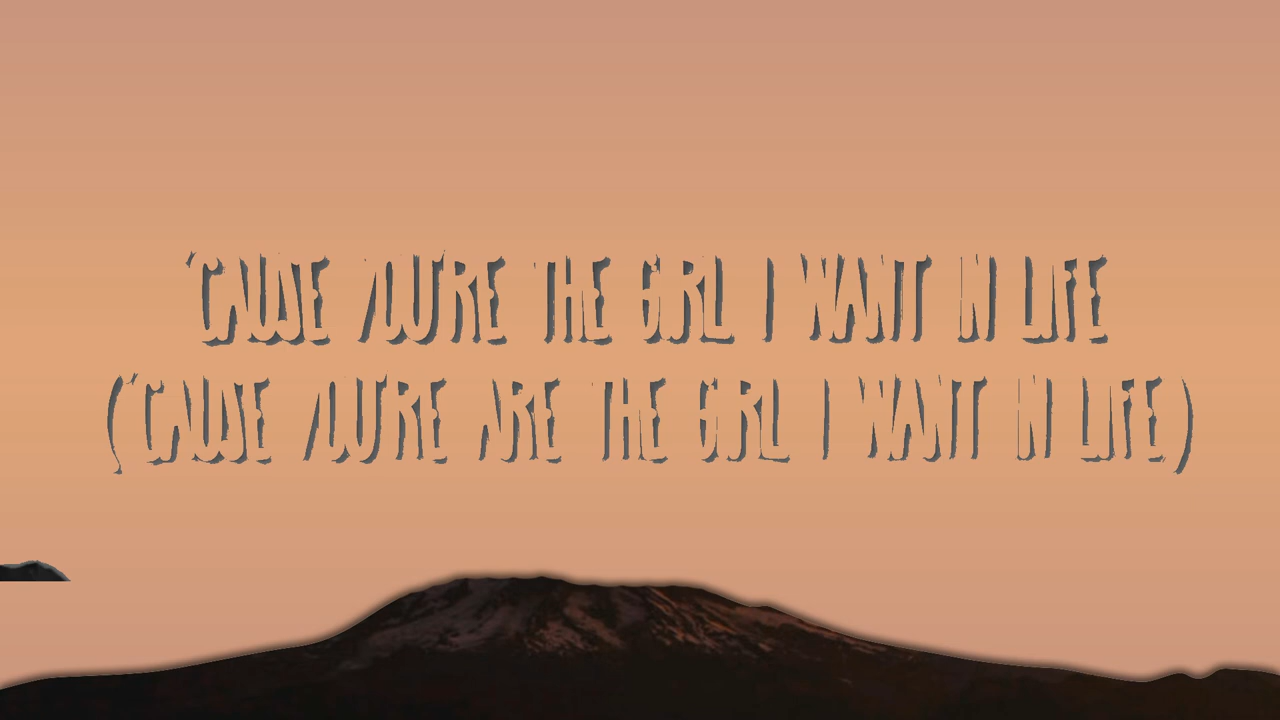 'CAUSE YOU'RE THE GIRL I WANT IN LIFE
('CAUSE YOU'RE ARE THE GIRL I WANT IN LIFE)